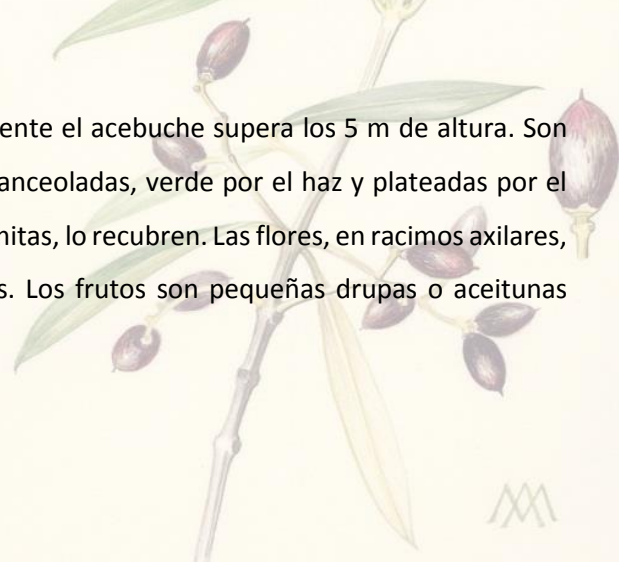 ente el acebuche supera los 5 m de altura. Son
anceoladas, verde por el haz y plateadas por el
nitas, lo recubren. Las flores, en racimos axilares,
s. Los frutos son pequeñas drupas o aceitunas